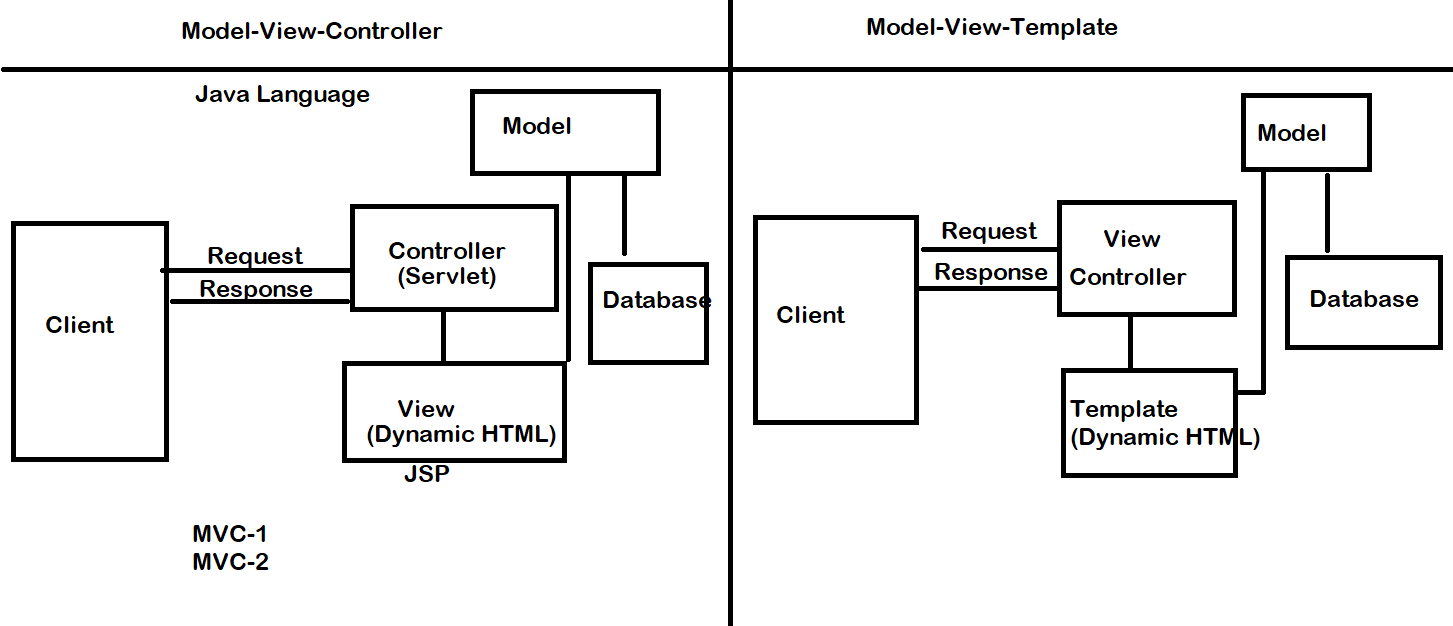 Model-View-Controller
Java Language
Model
Controller
(Servlet)
Request
Response
Client
Database
View
(Dynamic HTML)
JSP
MVC-1
MVC-2
Model-View-Template
Model
Request
View
Response
Controller
Client
Database
Template
(Dynamic HTML)